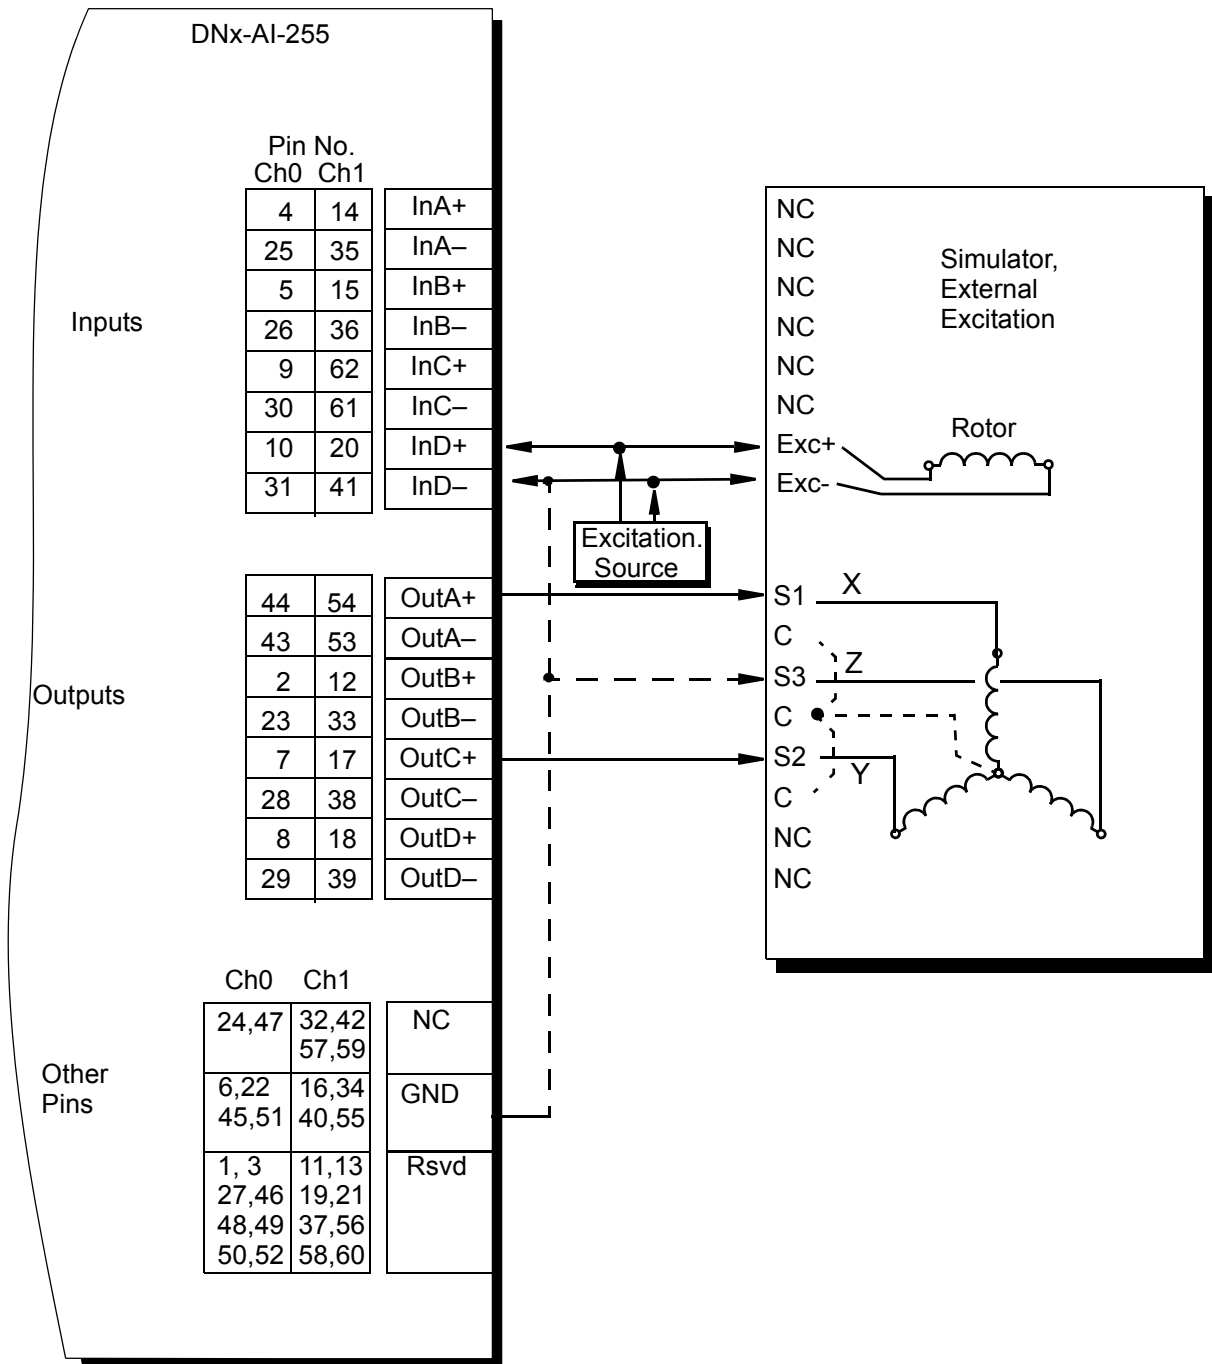 DNx-AI-255
Pin No.
Ch0 Ch1
Inputs
4 14 InA+
25 35 InA–
5 15 InB+
26 36 InB–
9 62 InC+
30 61 InC–
10 20 InD+
31 41 InD–
Outputs
44 54 OutA+
43 53 OutA–
2 12 OutB+
23 33 OutB–
7 17 OutC+
28 38 OutC–
8 18 OutD+
29 39 OutD–
Ch0 Ch1
Other
Pins
24,47 32,42 NC
57,59
6,22 16,34 GND
45,51 40,55
1, 3 11,13 Rsvd
27,46 19,21
48,49 37,56
50,52 58,60
Excitation.
Source
Simulator,
External
Excitation
NC
NC
NC
NC
NC
NC
Exc+
Exc-
Rotor
S1 X
C
S3 Z
C
S2 Y
C
NC
NC